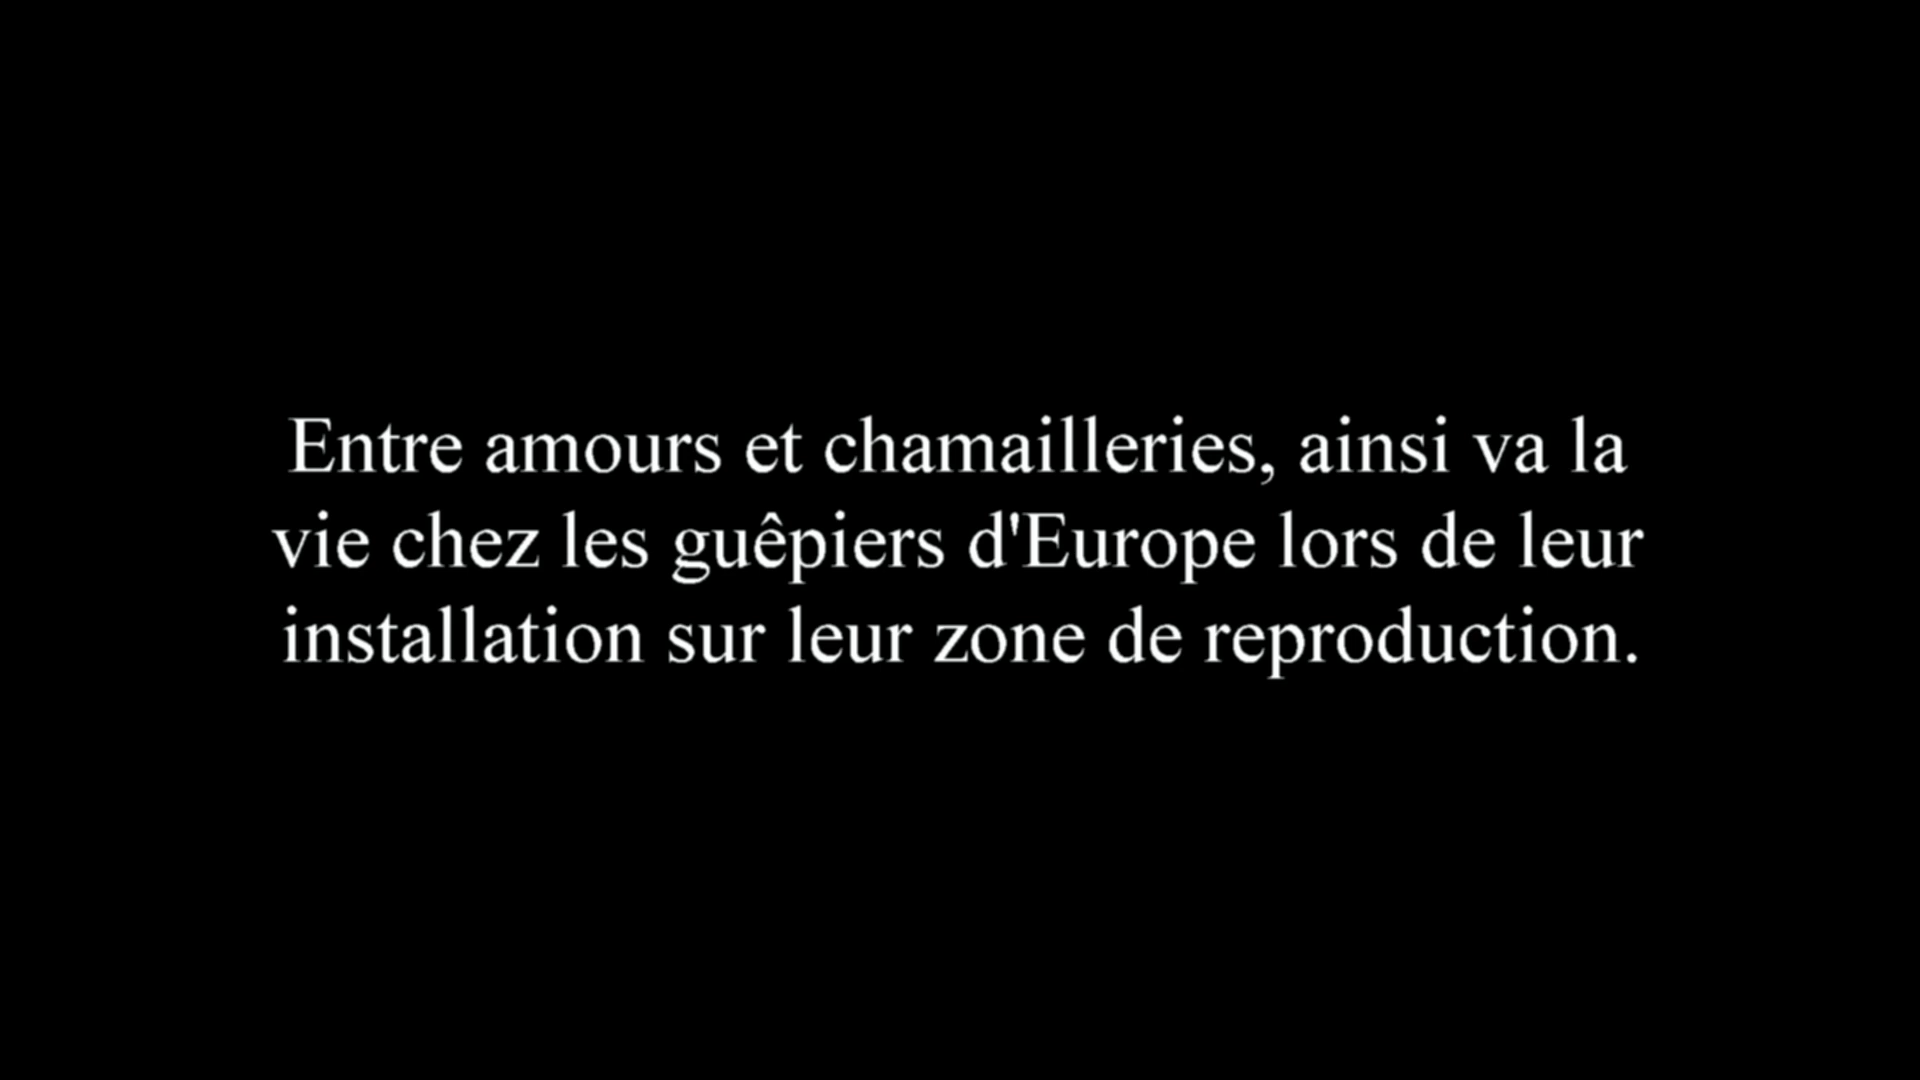 Entre amours et chamailleries, ainsi va la
vie chez les guêpiers d'Europe lors de leur
installation sur leur zone de reproduction.